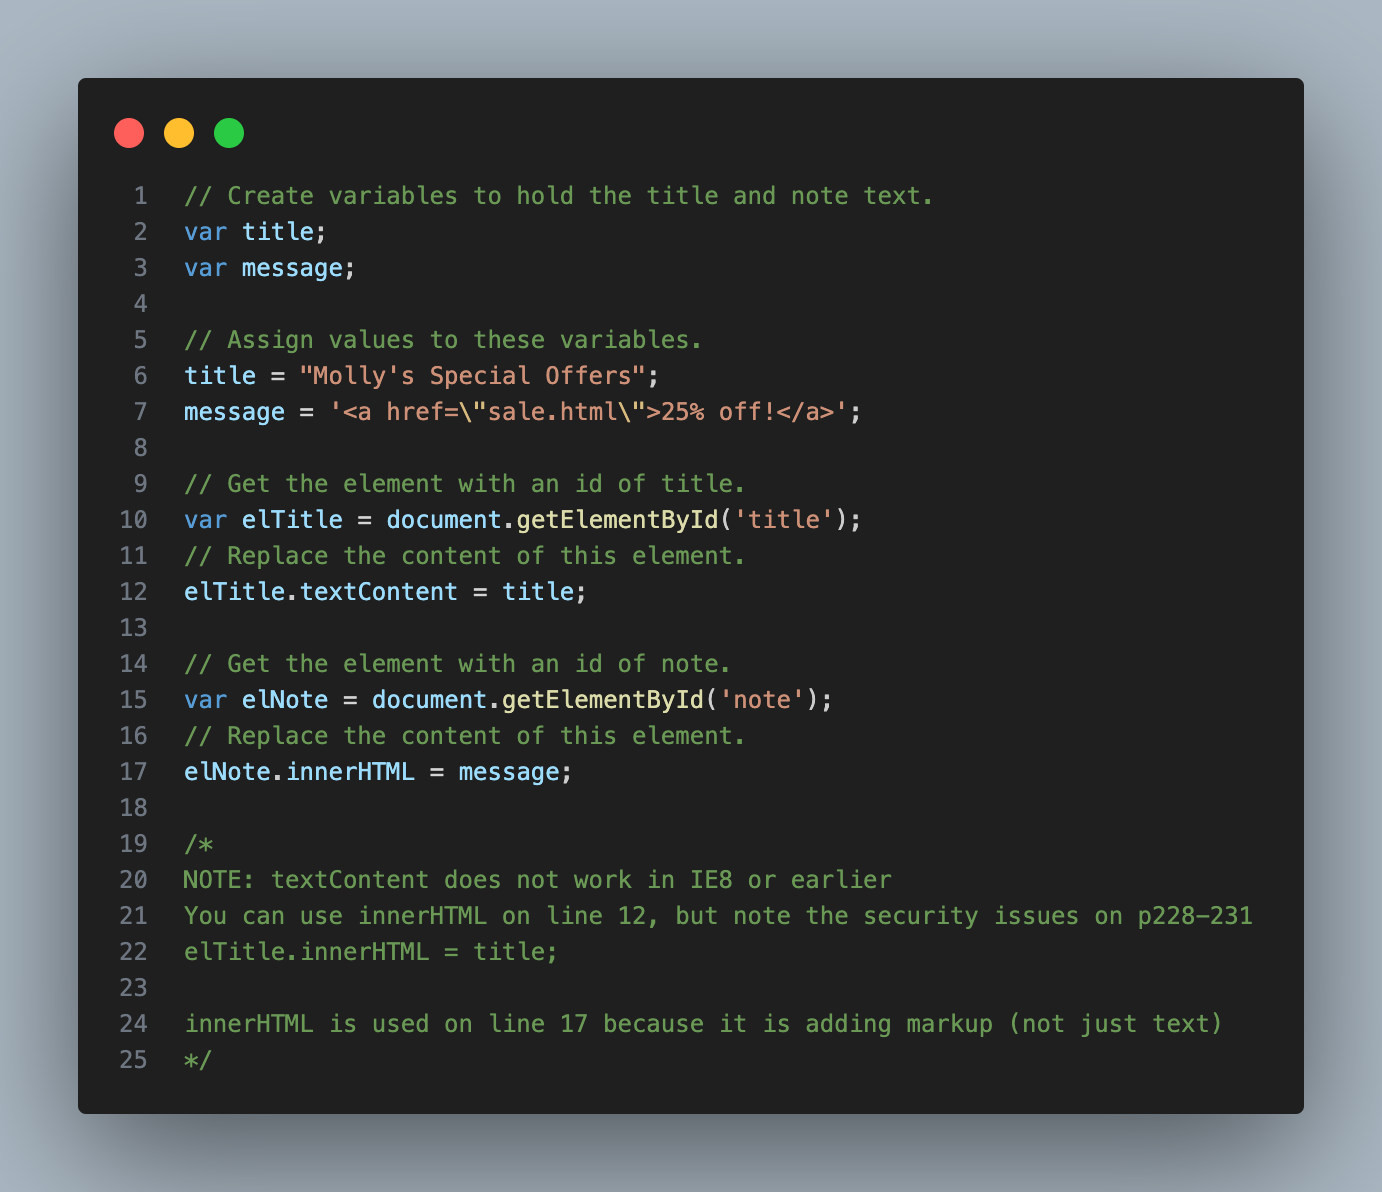 1 // Create variables to hold the title and note text.
2 var title;
3 var message;
4
5 // Assign values to these variables.
6 title = "Molly's Special Offers";
7 message = '<a href=\"sale.html\">25% off!</a>';
8
9 // Get the element with an id of title.
10 var elTitle = document.getElementById('title');
11 // Replace the content of this element.
12 elTitle.textContent = title;
13
14 // Get the element with an id of note.
15 var elNote = document.getElementById('note');
16 // Replace the content of this element.
17 elNote.innerHTML = message;
18
19 /*
20 NOTE: textContent does not work in IE8 or earlier
21 You can use innerHTML on line 12, but note the security issues on p228-231
22 elTitle.innerHTML = title;
23
24 innerHTML is used on line 17 because it is adding markup (not just text)
25 */